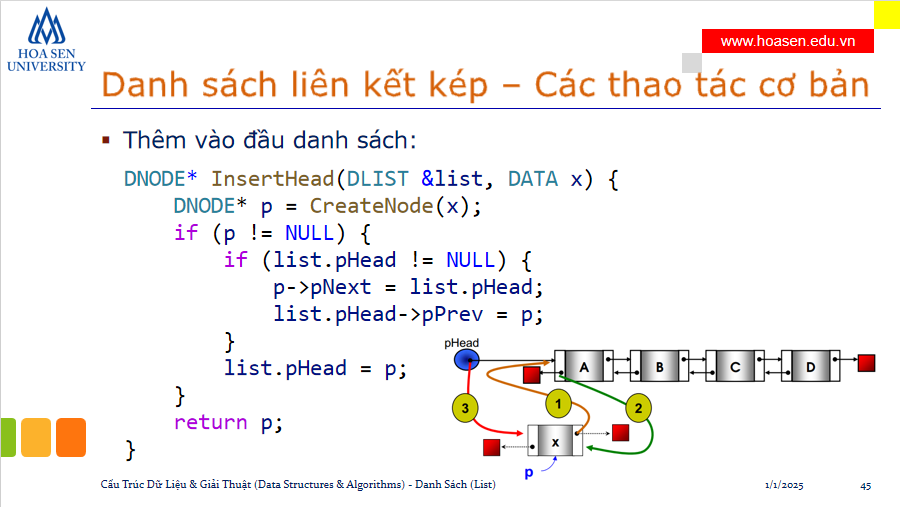 HOA SEN
UNIVERSITY
www.hoasen.edu.vn
Danh sách liên kết kép – Các thao tác cơ bản
Thêm vào đầu danh sách:
DNODE* InsertHead(DLIST &list, DATA x) {
    DNODE* p = CreateNode(x);
    if (p != NULL) {
        if (list.pHead != NULL) {
            p->pNext = list.pHead;
            list.pHead->pPrev = p;
        }
        list.pHead = p;
    }
    return p;
}
pHead
A B C D
3 1 2
x
p
Cấu Trúc Dữ Liệu & Giải Thuật (Data Structures & Algorithms) - Danh Sách (List) 1/1/2025 45